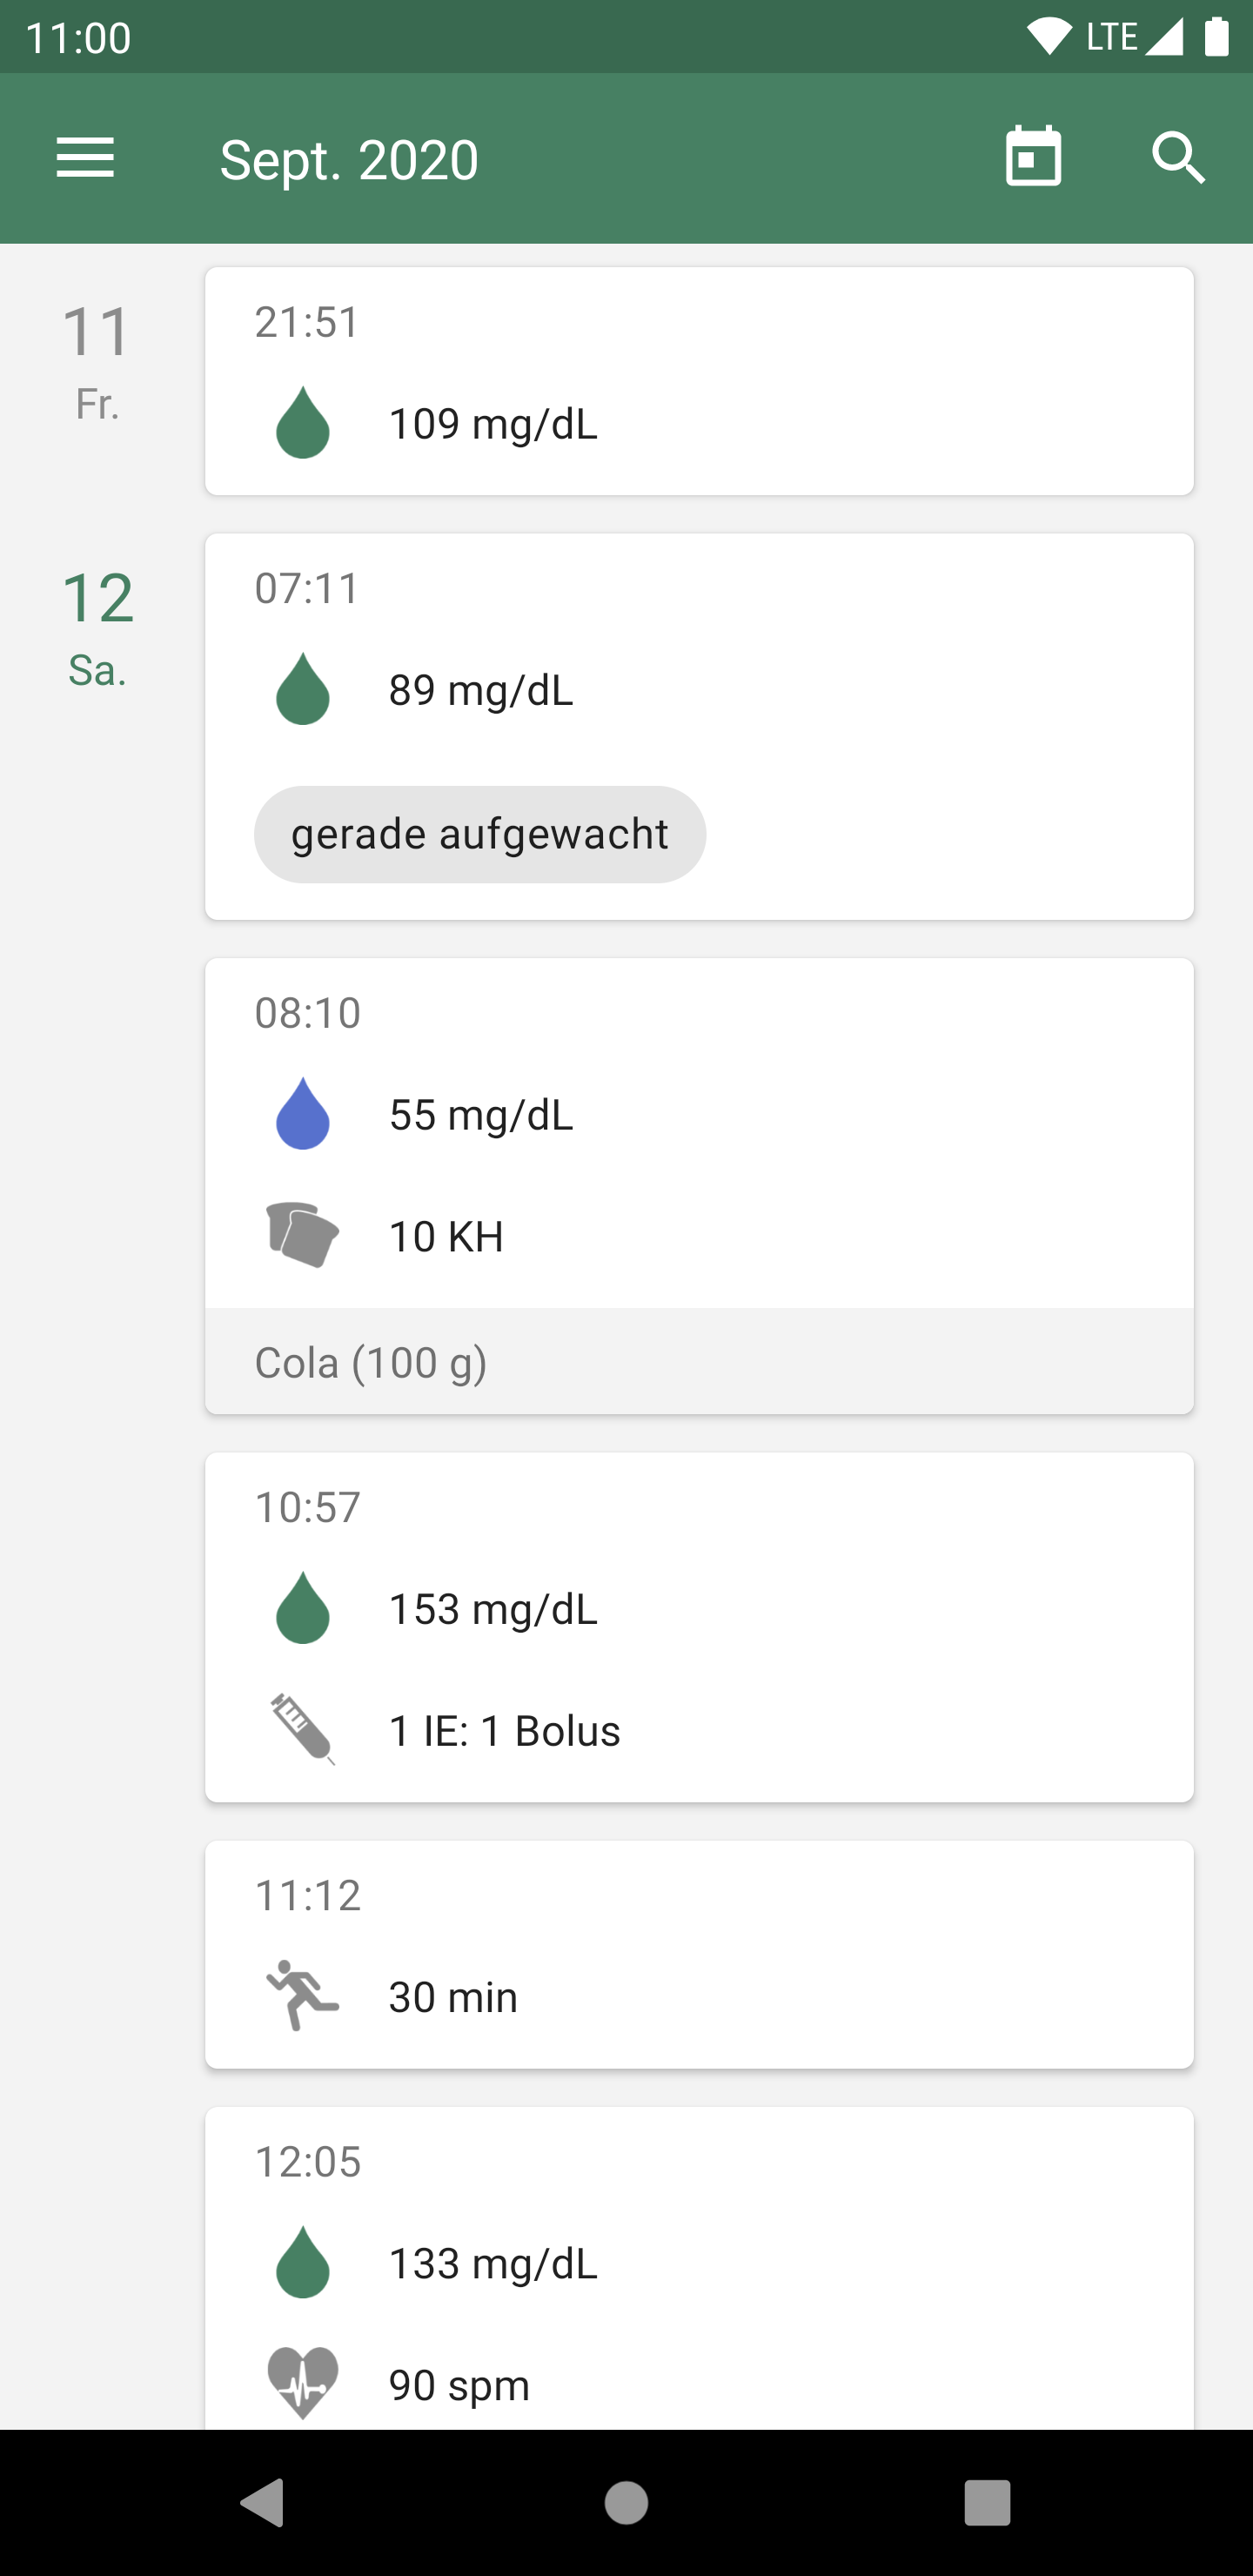 11:00
LTE
Sept. 2020
11
Fr.
21:51
109 mg/dL
12
Sa.
07:11
89 mg/dL
gerade aufgewacht
08:10
55 mg/dL
10 KH
Cola (100 g)
10:57
153 mg/dL
1 IE: 1 Bolus
11:12
30 min
12:05
133 mg/dL
90 spm